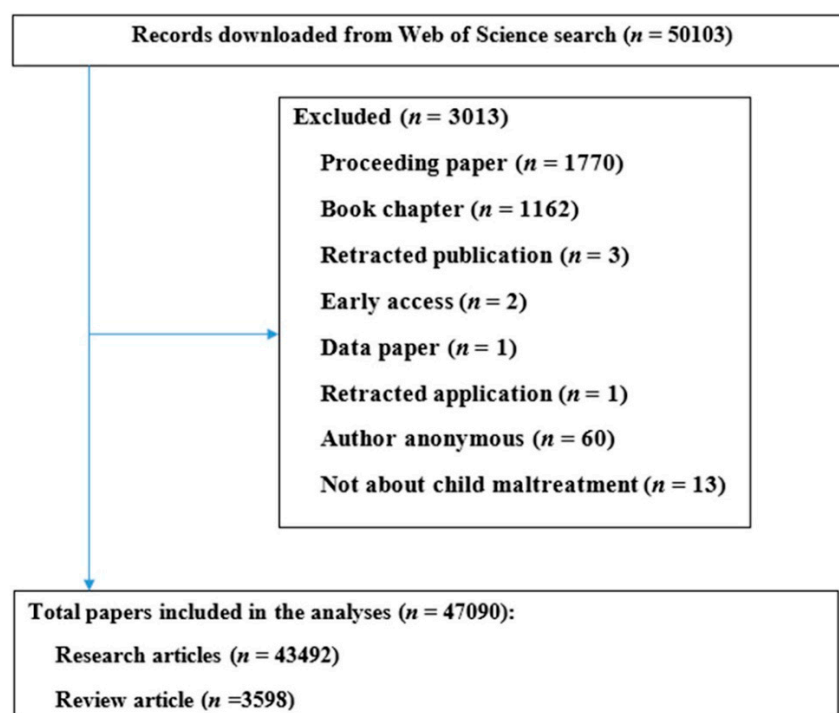 Records downloaded from Web of Science search (n = 50103)
Excluded (n = 3013)
Proceeding paper (n = 1770)
Book chapter (n = 1162)
Retracted publication (n = 3)
Early access (n = 2)
Data paper (n = 1)
Retracted application (n = 1)
Author anonymous (n = 60)
Not about child maltreatment (n = 13)
Total papers included in the analyses (n = 47090):
Research articles (n = 43492)
Review article (n =3598)